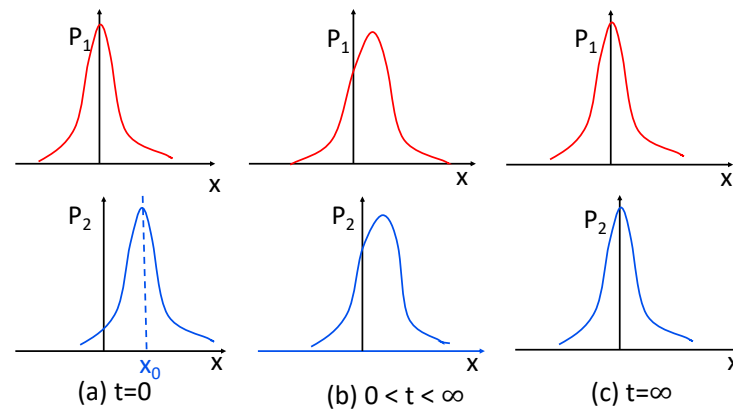 P₁ P₁ P₁
x x x
P₂ P₂ P₂
x x x
x₀
(a) t=0 (b) 0 < t < ∞ (c) t=∞